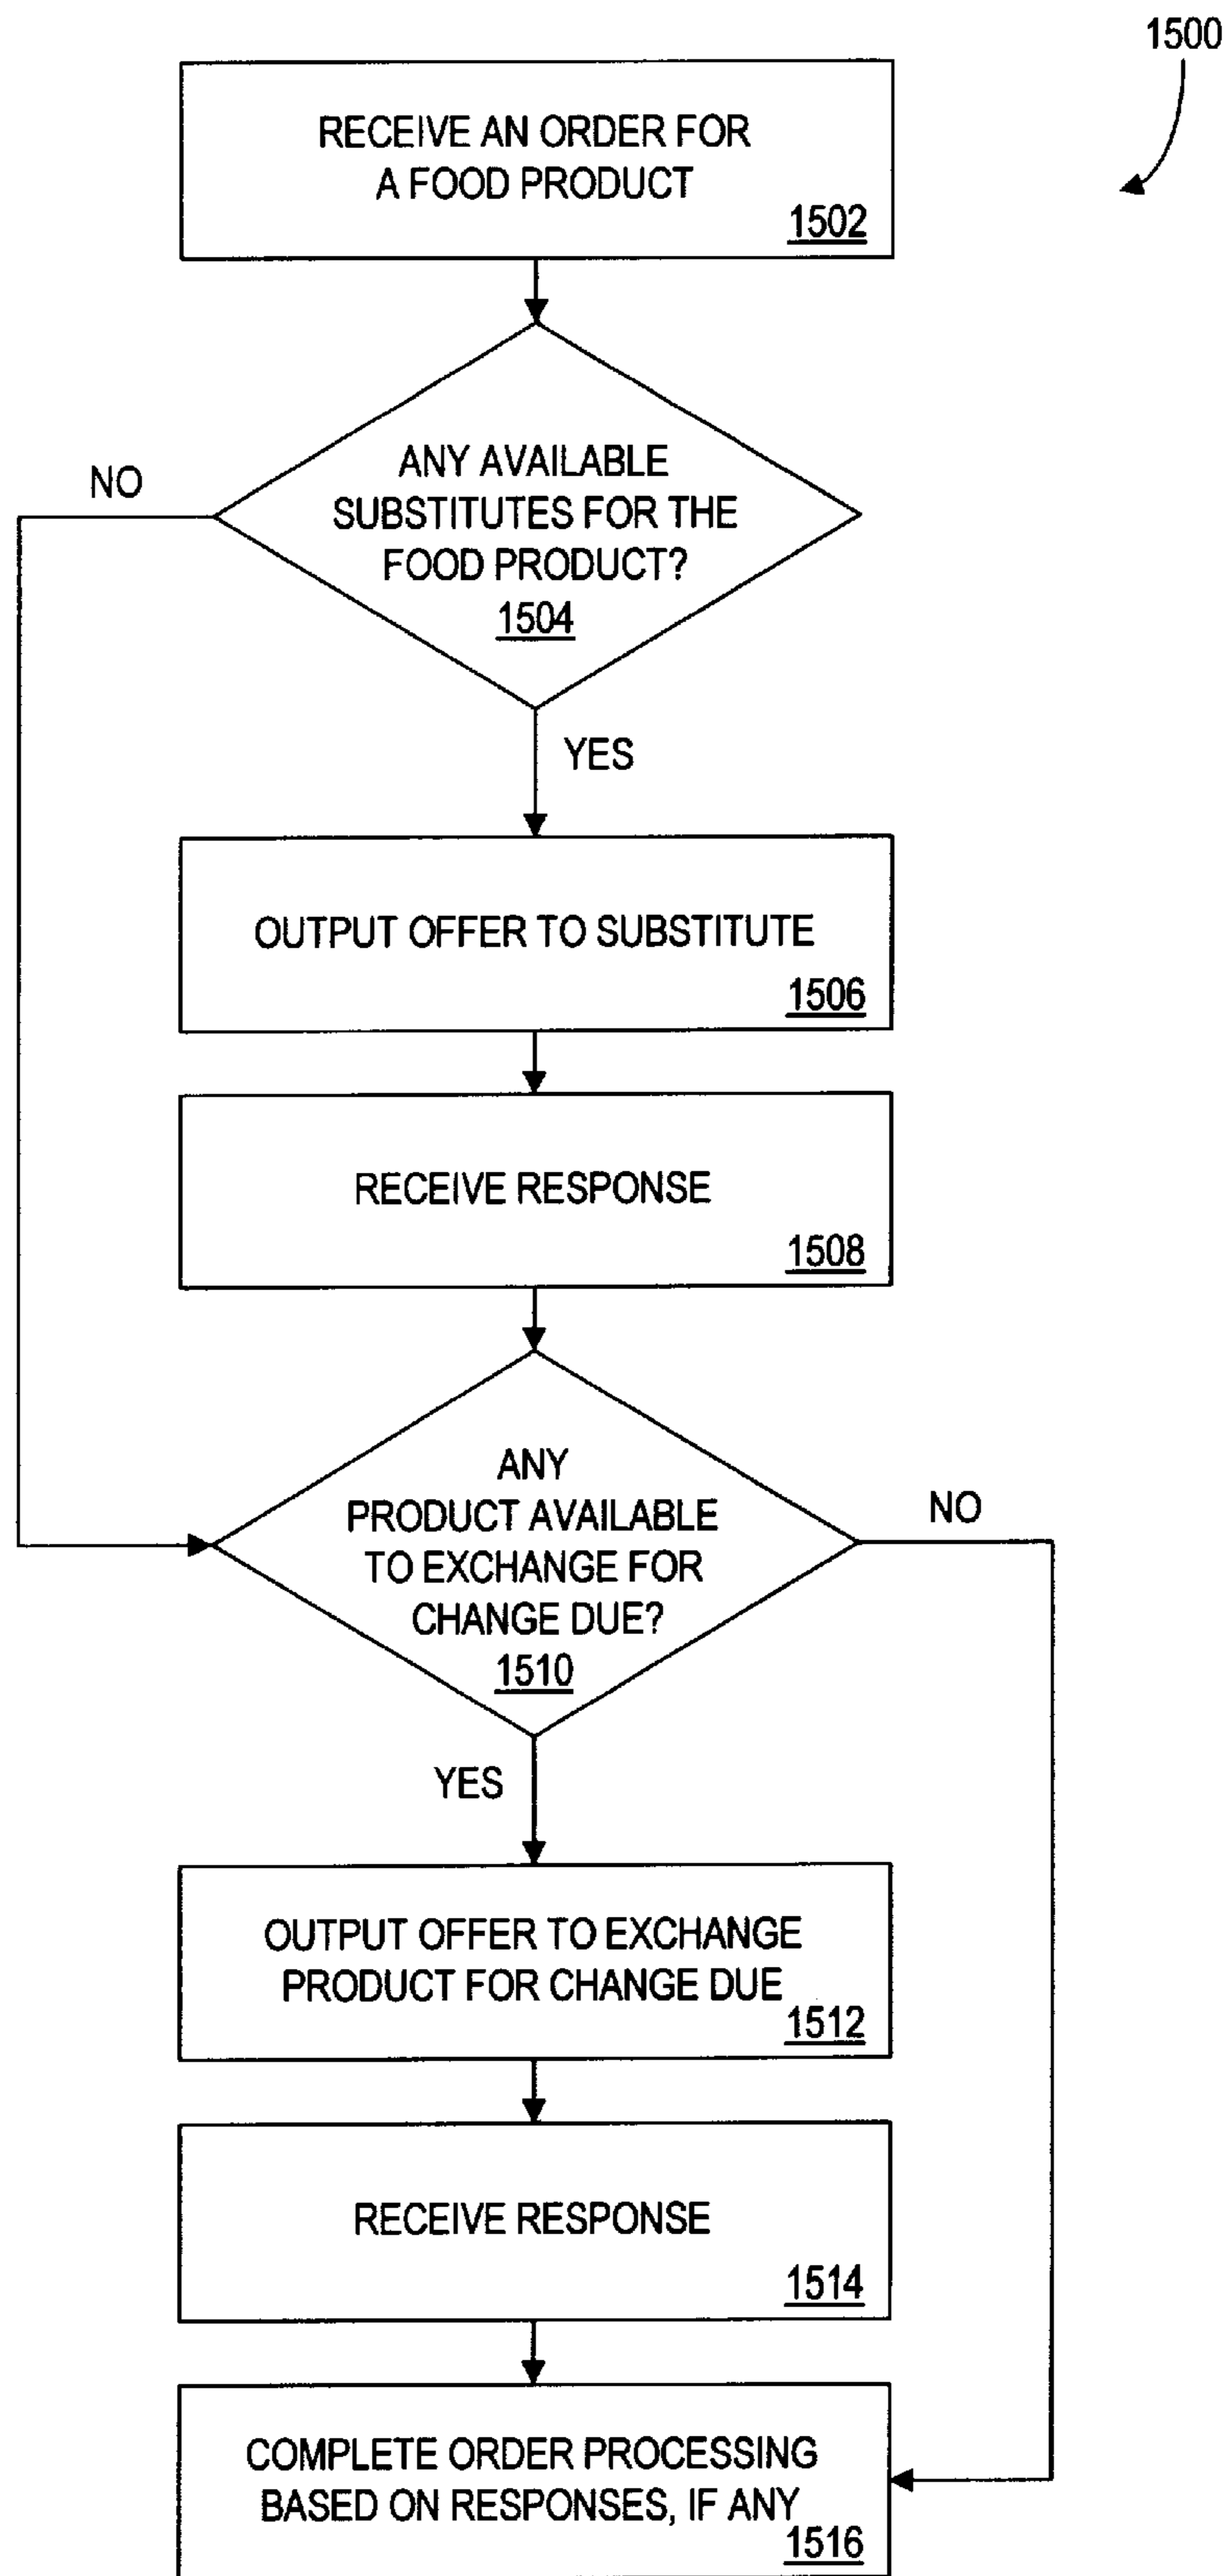 1500
RECEIVE AN ORDER FOR
A FOOD PRODUCT
1502
ANY AVAILABLE
SUBSTITUTES FOR THE
FOOD PRODUCT?
1504
NO
YES
OUTPUT OFFER TO SUBSTITUTE
1506
RECEIVE RESPONSE
1508
ANY
PRODUCT AVAILABLE
TO EXCHANGE FOR
CHANGE DUE?
1510
NO
YES
OUTPUT OFFER TO EXCHANGE
PRODUCT FOR CHANGE DUE
1512
RECEIVE RESPONSE
1514
COMPLETE ORDER PROCESSING
BASED ON RESPONSES, IF ANY
1516